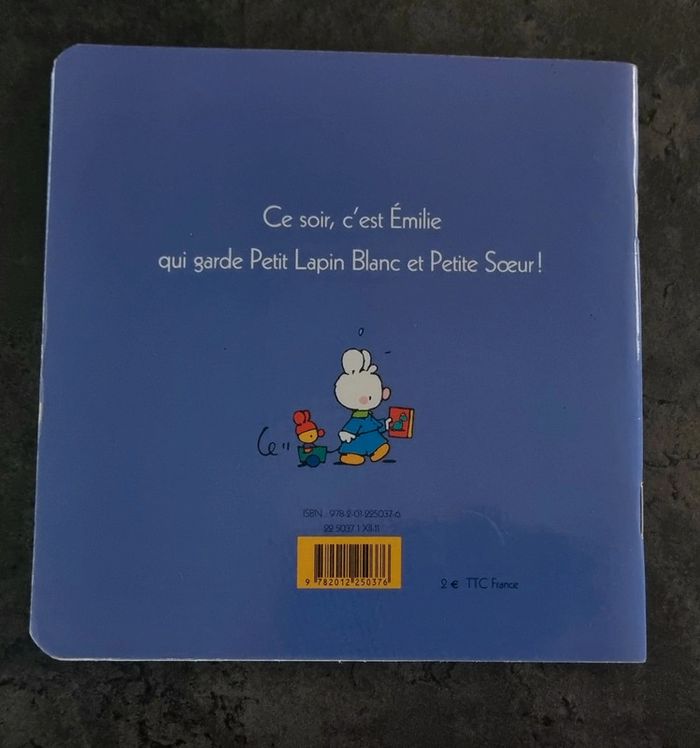 Ce soir, c'est Émilie
qui garde Petit Lapin Blanc et Petite Sœur !
ISBN : 978-2-01-225037-6
22 5037 1 XII-11
9 782012 250376
2 € TTC France